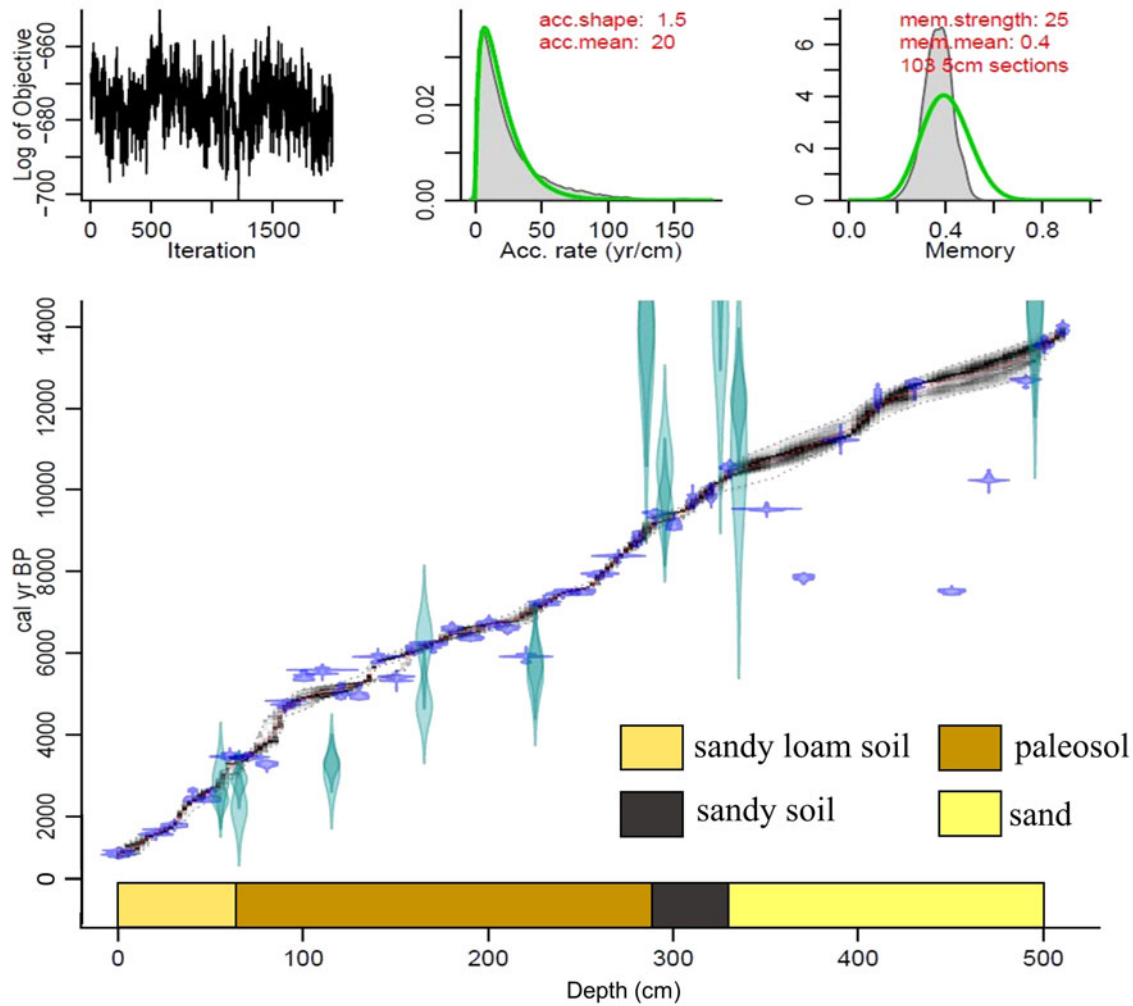 Log of Objective
-660
-680
-700
0 500 1500
Iteration
acc.shape: 1.5
acc.mean: 20
0.02
0.00
0 50 100 150
Acc. rate (yr/cm)
mem.strength: 25
mem.mean: 0.4
103 5cm sections
6
4
2
0
0.0 0.4 0.8
Memory
cal yr BP
14000
12000
10000
8000
6000
4000
2000
0
sandy loam soil
paleosol
sandy soil
sand
0 100 200 300 400 500
Depth (cm)